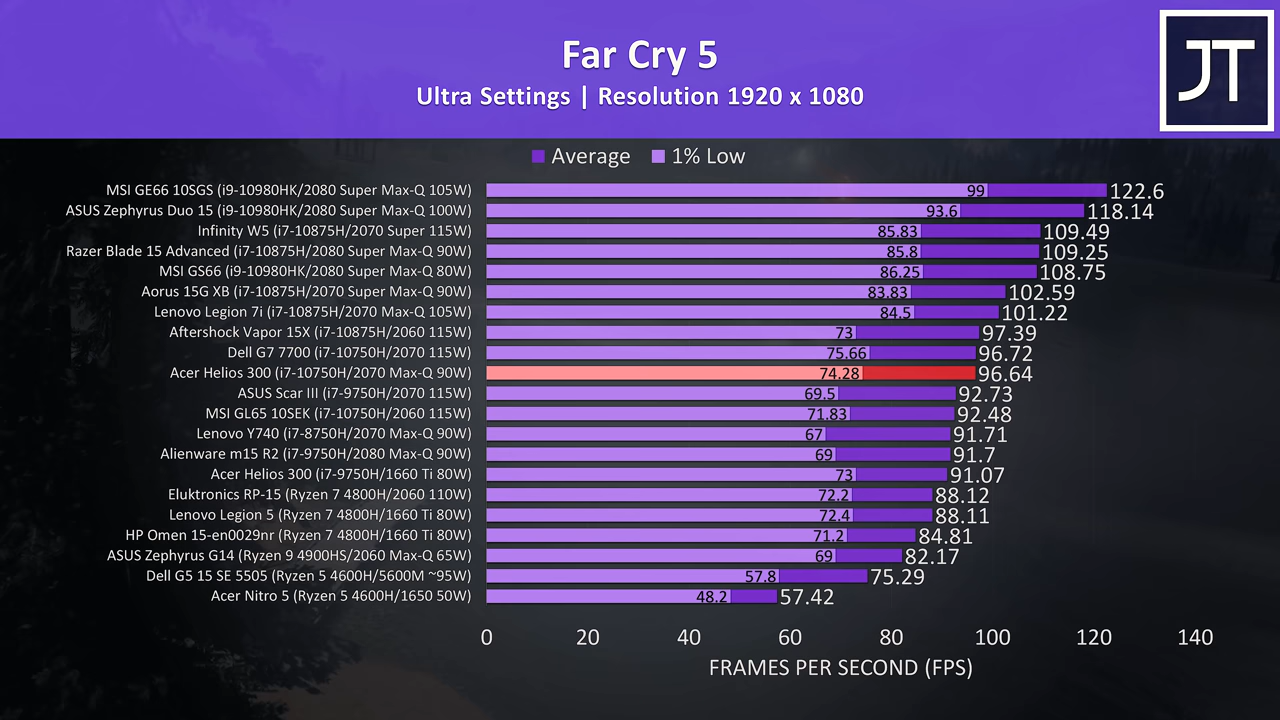 Far Cry 5
Ultra Settings | Resolution 1920 x 1080
JT
Average 1% Low
MSI GE66 10SGS (i9-10980HK/2080 Super Max-Q 105W) 99 122.6
ASUS Zephyrus Duo 15 (i9-10980HK/2080 Super Max-Q 100W) 93.6 118.14
Infinity W5 (i7-10875H/2070 Super 115W) 85.83 109.49
Razer Blade 15 Advanced (i7-10875H/2080 Super Max-Q 90W) 85.8 109.25
MSI GS66 (i9-10980HK/2080 Super Max-Q 80W) 86.25 108.75
Aorus 15G XB (i7-10875H/2070 Super Max-Q 90W) 83.83 102.59
Lenovo Legion 7i (i7-10875H/2070 Max-Q 105W) 84.5 101.22
Aftershock Vapor 15X (i7-10875H/2060 115W) 73 97.39
Dell G7 7700 (i7-10750H/2070 115W) 75.66 96.72
Acer Helios 300 (i7-10750H/2070 Max-Q 90W) 74.28 96.64
ASUS Scar III (i7-9750H/2070 115W) 69.5 92.73
MSI GL65 10SEK (i7-10750H/2060 115W) 71.83 92.48
Lenovo Y740 (i7-8750H/2070 Max-Q 90W) 67 91.71
Alienware m15 R2 (i7-9750H/2080 Max-Q 90W) 69 91.7
Acer Helios 300 (i7-9750H/1660 Ti 80W) 73 91.07
Eluktronics RP-15 (Ryzen 7 4800H/2060 110W) 72.2 88.12
Lenovo Legion 5 (Ryzen 7 4800H/1660 Ti 80W) 72.4 88.11
HP Omen 15-en0029nr (Ryzen 7 4800H/1660 Ti 80W) 71.2 84.81
ASUS Zephyrus G14 (Ryzen 9 4900HS/2060 Max-Q 65W) 69 82.17
Dell G5 15 SE 5505 (Ryzen 5 4600H/5600M ~95W) 57.8 75.29
Acer Nitro 5 (Ryzen 5 4600H/1650 50W) 48.2 57.42
0 20 40 60 80 100 120 140
FRAMES PER SECOND (FPS)